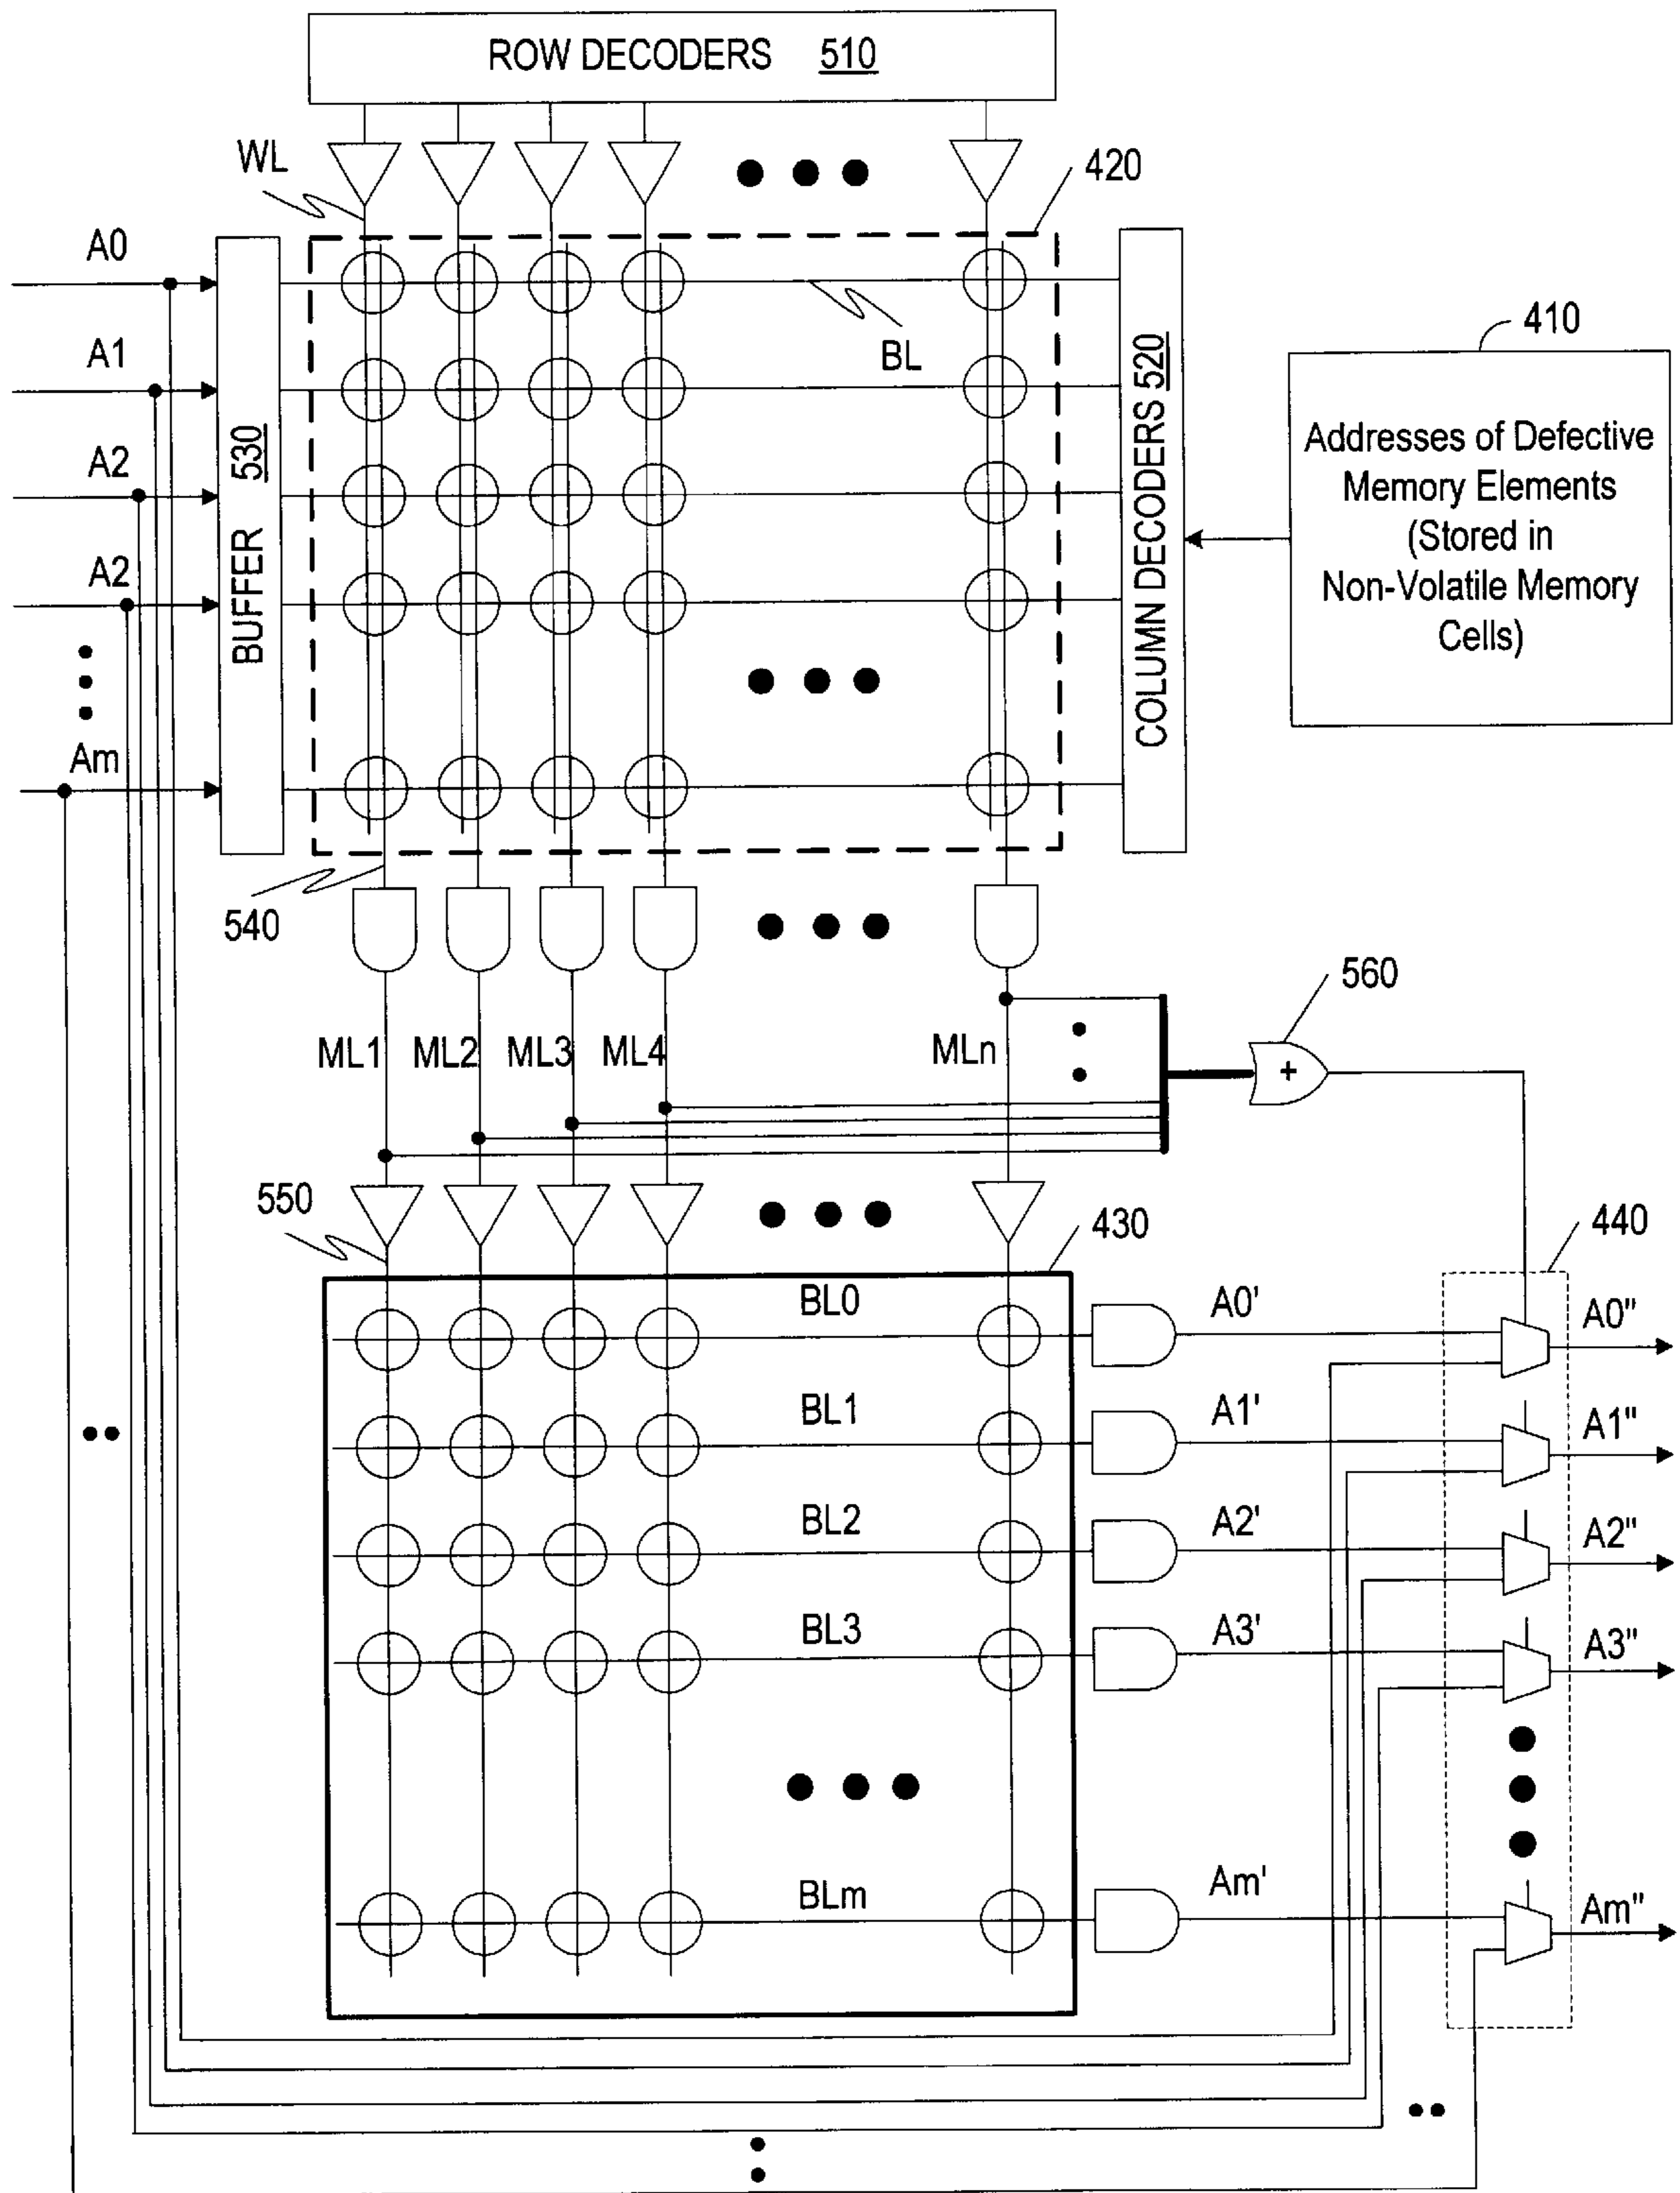 ROW DECODERS 510
WL
420
A0
A1
A2
A2
Am
BUFFER 530
BL
COLUMN DECODERS 520
410
Addresses of Defective
Memory Elements
(Stored in
Non-Volatile Memory
Cells)
540
560
ML1 ML2 ML3 ML4 MLn
+
550
430
440
BL0 A0' A0"
BL1 A1' A1"
BL2 A2' A2"
BL3 A3' A3"
BLm Am' Am"